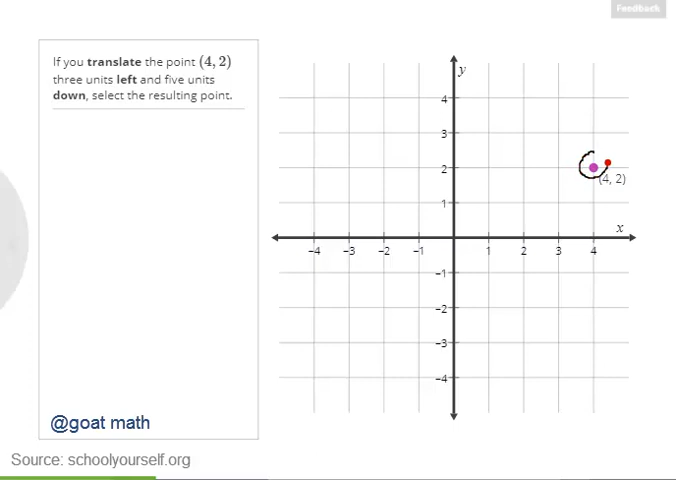 Feedback
If you translate the point (4, 2)
three units left and five units
down, select the resulting point.
y
4
3
2
(4, 2)
1
x
−4 −3 −2 −1 1 2 3 4
−1
−2
−3
−4
@goat math
Source: schoolyourself.org